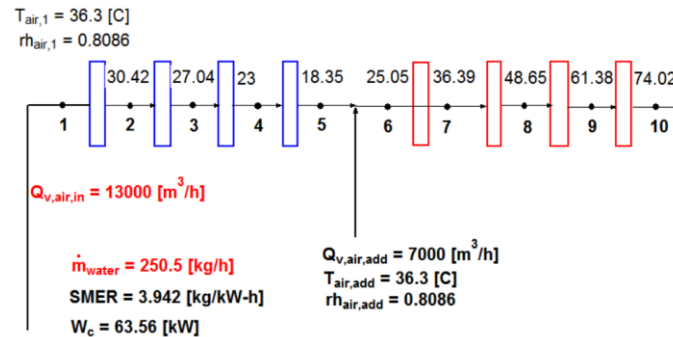 T_air,1 = 36.3 [C]
rh_air,1 = 0.8086
30.42 27.04 23 18.35 25.05 36.39 48.65 61.38 74.02
1 2 3 4 5 6 7 8 9 10
Q_v,air,in = 13000 [m^3/h]
Q_v,air,add = 7000 [m^3/h]
ṁ_water = 250.5 [kg/h]
T_air,add = 36.3 [C]
SMER = 3.942 [kg/kW-h]
rh_air,add = 0.8086
W_c = 63.56 [kW]